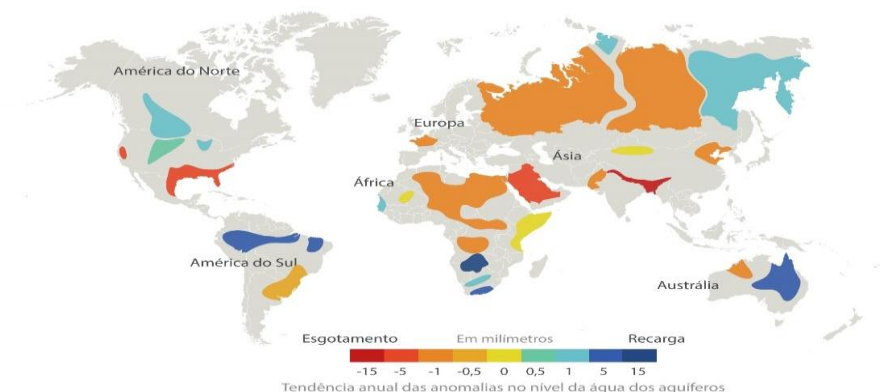 América do Norte
Europa
Ásia
África
América do Sul
Austrália
Esgotamento Em milímetros Recarga
-15 -5 -1 -0,5 0 0,5 1 5 15
Tendência anual das anomalias no nível da água dos aquíferos